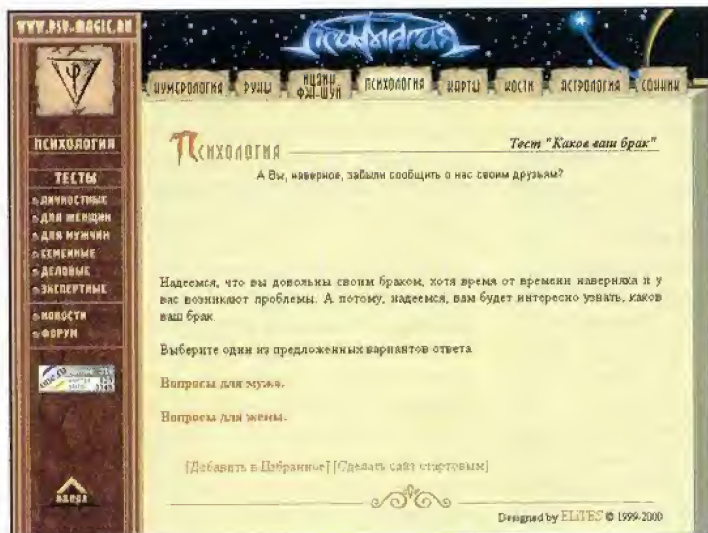 WWW.PSY-MAGIC.RU
ПСИМАГИЯ
НУМЕРОЛОГИЯ РУНЫ ИЦЗИН ФЭН-ШУЙ ПСИХОЛОГИЯ КАРТЫ КОСТИ АСТРОЛОГИЯ СОННИК
ПСИХОЛОГИЯ
ТЕСТЫ
ЛИЧНОСТНЫЕ
ДЛЯ ЖЕНЩИН
ДЛЯ МУЖЧИН
СЕМЕЙНЫЕ
ДЕЛОВЫЕ
ЭКСПЕРТНЫЕ
НОВОСТИ
ФОРУМ
ВВЕРХ
Психология
Тест "Каков ваш брак"
А Вы, наверное, забыли сообщить о нас своим друзьям?
Надеемся, что вы довольны своим браком, хотя время от времени наверняка и у
вас возникают проблемы. А потому, надеемся, вам будет интересно узнать, каков
ваш брак.
Выберите один из предложенных вариантов ответа
Вопросы для мужа.
Вопросы для жены.
[Добавить в Избранное] [Сделать сайт стартовым]
Designed by ELiTES © 1999-2000